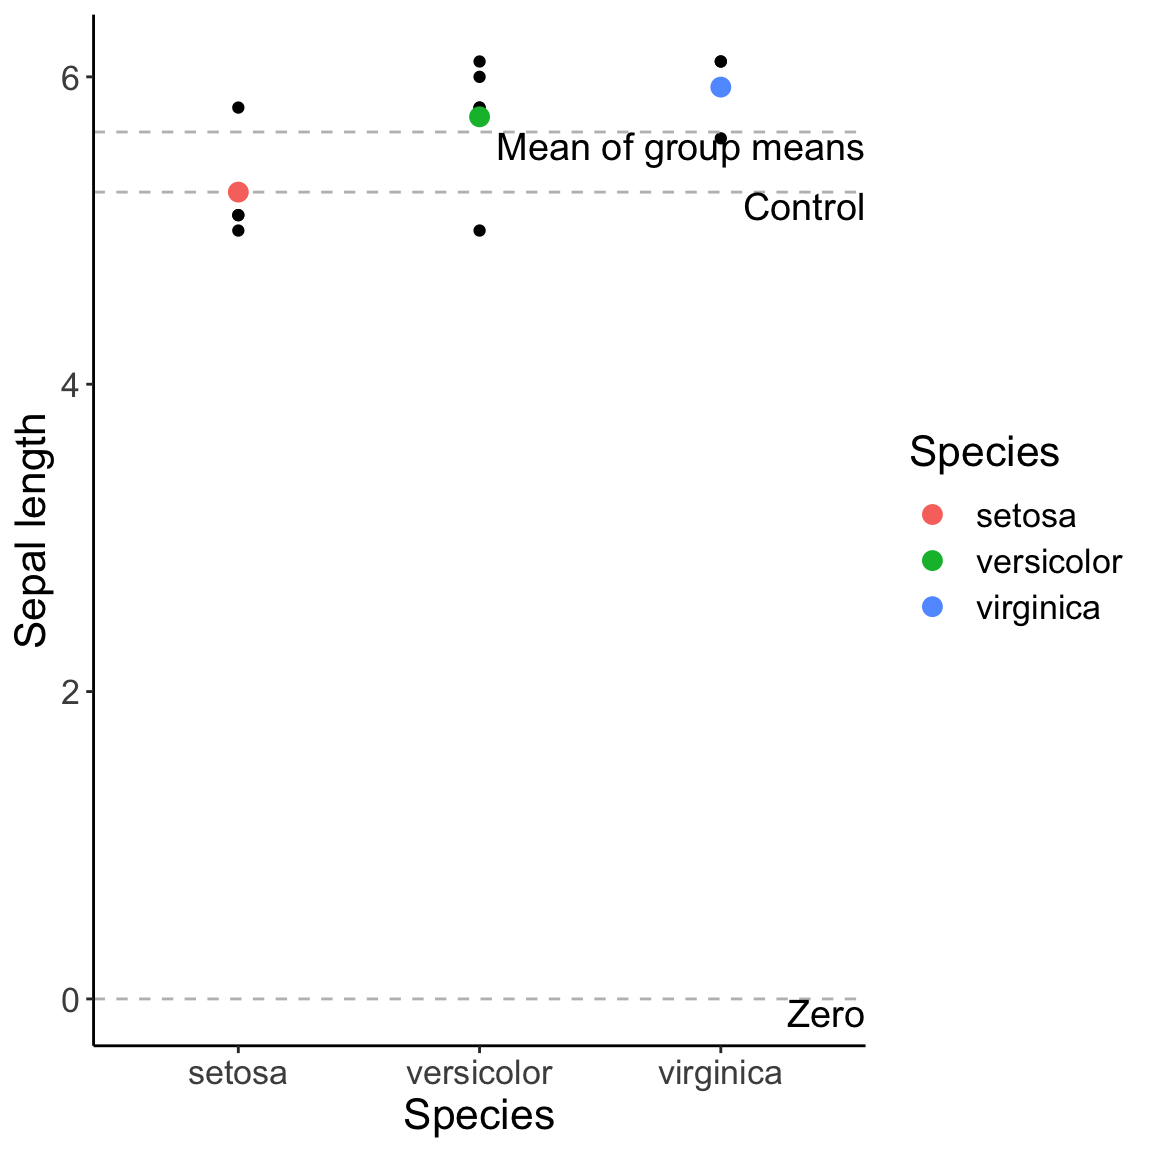 6
Mean of group means
Control
4
Sepal length
2
0
Zero
setosa
versicolor
virginica
Species
Species
setosa
versicolor
virginica